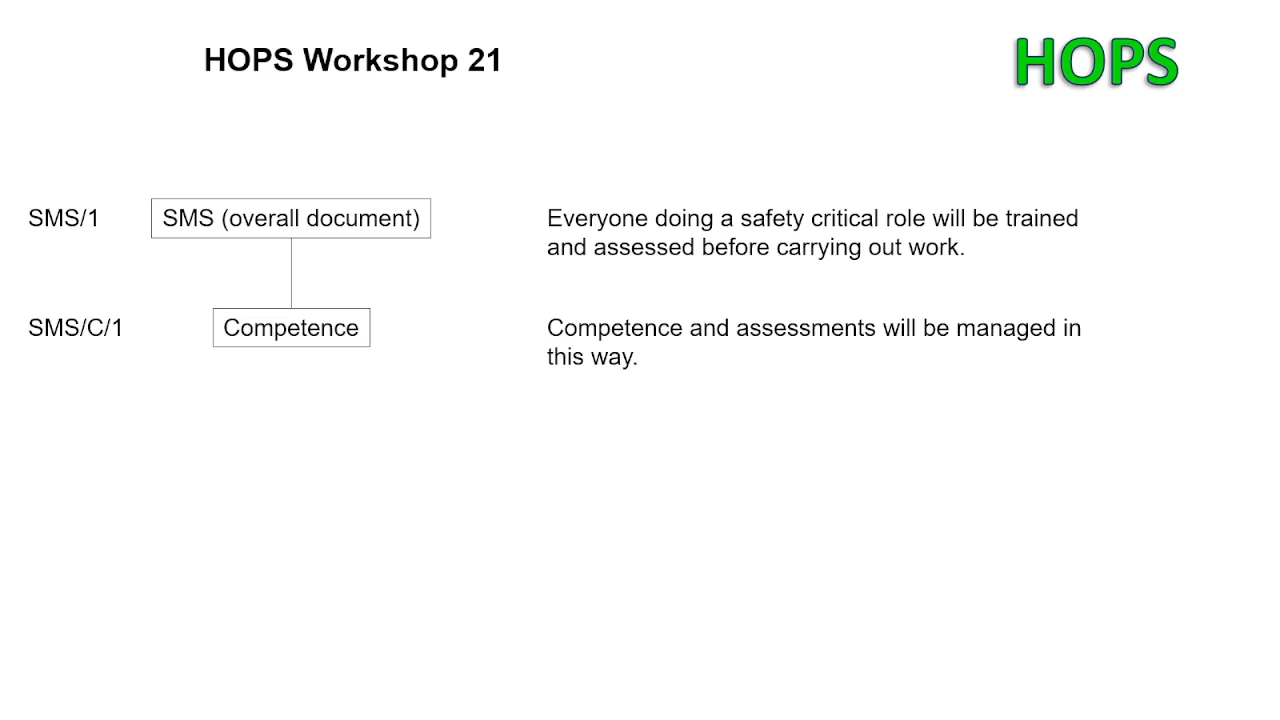 HOPS Workshop 21
HOPS
SMS/1
SMS (overall document)
Everyone doing a safety critical role will be trained
and assessed before carrying out work.
SMS/C/1
Competence
Competence and assessments will be managed in
this way.